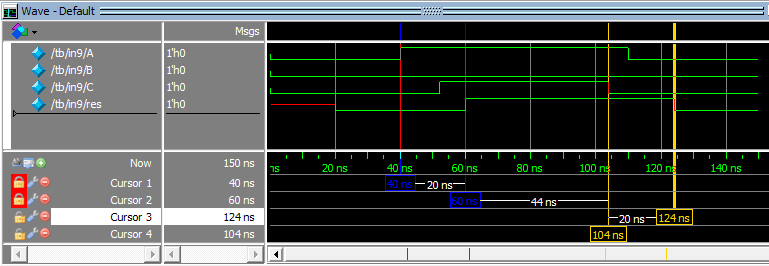 Wave - Default
Msgs
/tb/in9/A 1'h0
/tb/in9/B 1'h0
/tb/in9/C 1'h0
/tb/in9/res 1'h0
Now 150 ns ns 20 ns 40 ns 60 ns 80 ns 100 ns 120 ns 140 ns
Cursor 1 40 ns 40 ns 20 ns
Cursor 2 60 ns 60 ns 44 ns
Cursor 3 124 ns 20 ns 124 ns
Cursor 4 104 ns 104 ns